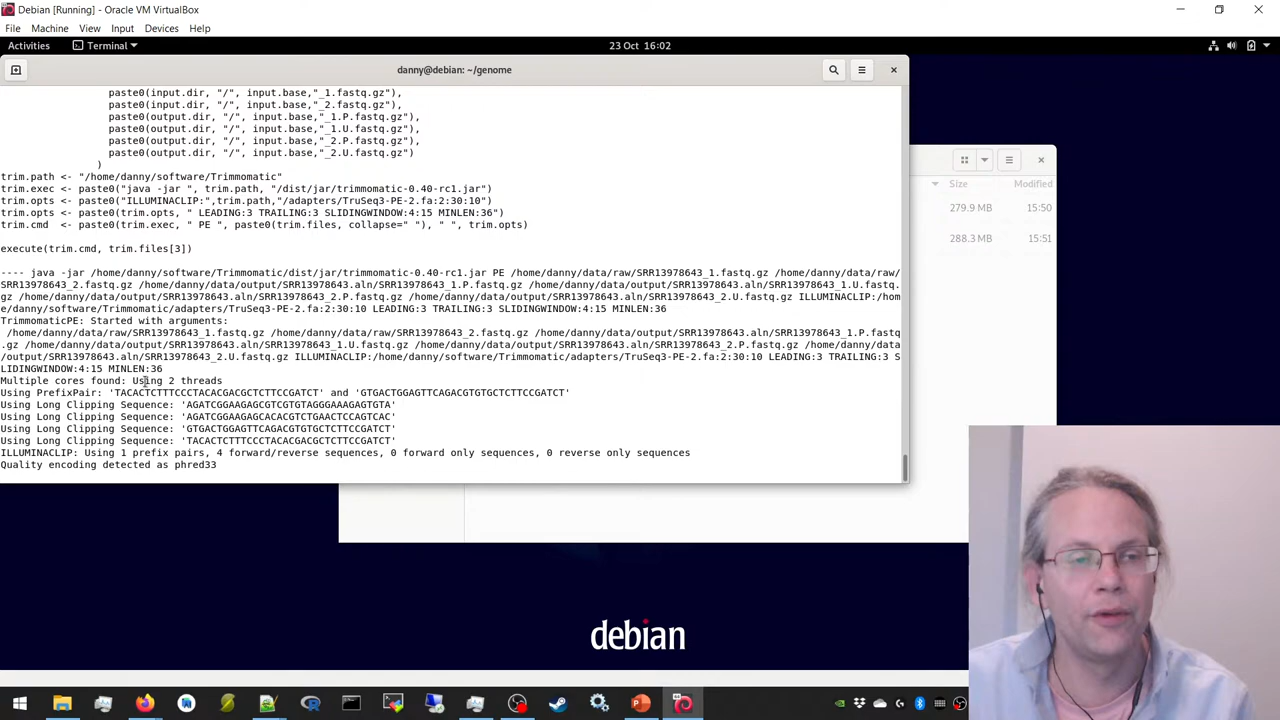 Debian [Running] - Oracle VM VirtualBox
File Machine View Input Devices Help
Activities Terminal 23 Oct 16:02
danny@debian: ~/genome
paste0(input.dir, "/", input.base,"_1.fastq.gz"),
paste0(input.dir, "/", input.base,"_2.fastq.gz"),
paste0(output.dir, "/", input.base,"_1.P.fastq.gz"),
paste0(output.dir, "/", input.base,"_1.U.fastq.gz"),
paste0(output.dir, "/", input.base,"_2.P.fastq.gz"),
paste0(output.dir, "/", input.base,"_2.U.fastq.gz")
)
trim.path <- "/home/danny/software/Trimmomatic"
trim.exec <- paste0("java -jar ", trim.path, "/dist/jar/trimmomatic-0.40-rc1.jar")
trim.opts <- paste0("ILLUMINACLIP:",trim.path,"/adapters/TruSeq3-PE-2.fa:2:30:10")
trim.opts <- paste0(trim.opts, " LEADING:3 TRAILING:3 SLIDINGWINDOW:4:15 MINLEN:36")
trim.cmd <- paste0(trim.exec, " PE ", paste0(trim.files, collapse=" "), " ", trim.opts)
execute(trim.cmd, trim.files[3])
---- java -jar /home/danny/software/Trimmomatic/dist/jar/trimmomatic-0.40-rc1.jar PE /home/danny/data/raw/SRR13978643_1.fastq.gz /home/danny/data/raw/
SRR13978643_2.fastq.gz /home/danny/data/output/SRR13978643.aln/SRR13978643_1.P.fastq.gz /home/danny/data/output/SRR13978643.aln/SRR13978643_1.U.fastq.
gz /home/danny/data/output/SRR13978643.aln/SRR13978643_2.P.fastq.gz /home/danny/data/output/SRR13978643.aln/SRR13978643_2.U.fastq.gz ILLUMINACLIP:/hom
e/danny/software/Trimmomatic/adapters/TruSeq3-PE-2.fa:2:30:10 LEADING:3 TRAILING:3 SLIDINGWINDOW:4:15 MINLEN:36
TrimmomaticPE: Started with arguments:
/home/danny/data/raw/SRR13978643_1.fastq.gz /home/danny/data/raw/SRR13978643_2.fastq.gz /home/danny/data/output/SRR13978643.aln/SRR13978643_1.P.fastq
.gz /home/danny/data/output/SRR13978643.aln/SRR13978643_1.U.fastq.gz /home/danny/data/output/SRR13978643.aln/SRR13978643_2.P.fastq.gz /home/danny/data
/output/SRR13978643.aln/SRR13978643_2.U.fastq.gz ILLUMINACLIP:/home/danny/software/Trimmomatic/adapters/TruSeq3-PE-2.fa:2:30:10 LEADING:3 TRAILING:3 S
LIDINGWINDOW:4:15 MINLEN:36
Multiple cores found: Using 2 threads
Using PrefixPair: 'TACACTCTTTCCCTACACGACGCTCTTCCGATCT' and 'GTGACTGGAGTTCAGACGTGTGCTCTTCCGATCT'
Using Long Clipping Sequence: 'AGATCGGAAGAGCGTCGTGTAGGGAAAGAGTGTA'
Using Long Clipping Sequence: 'AGATCGGAAGAGCACACGTCTGAACTCCAGTCAC'
Using Long Clipping Sequence: 'GTGACTGGAGTTCAGACGTGTGCTCTTCCGATCT'
Using Long Clipping Sequence: 'TACACTCTTTCCCTACACGACGCTCTTCCGATCT'
ILLUMINACLIP: Using 1 prefix pairs, 4 forward/reverse sequences, 0 forward only sequences, 0 reverse only sequences
Quality encoding detected as phred33
Size Modified
279.9 MB 15:50
288.3 MB 15:51
debian